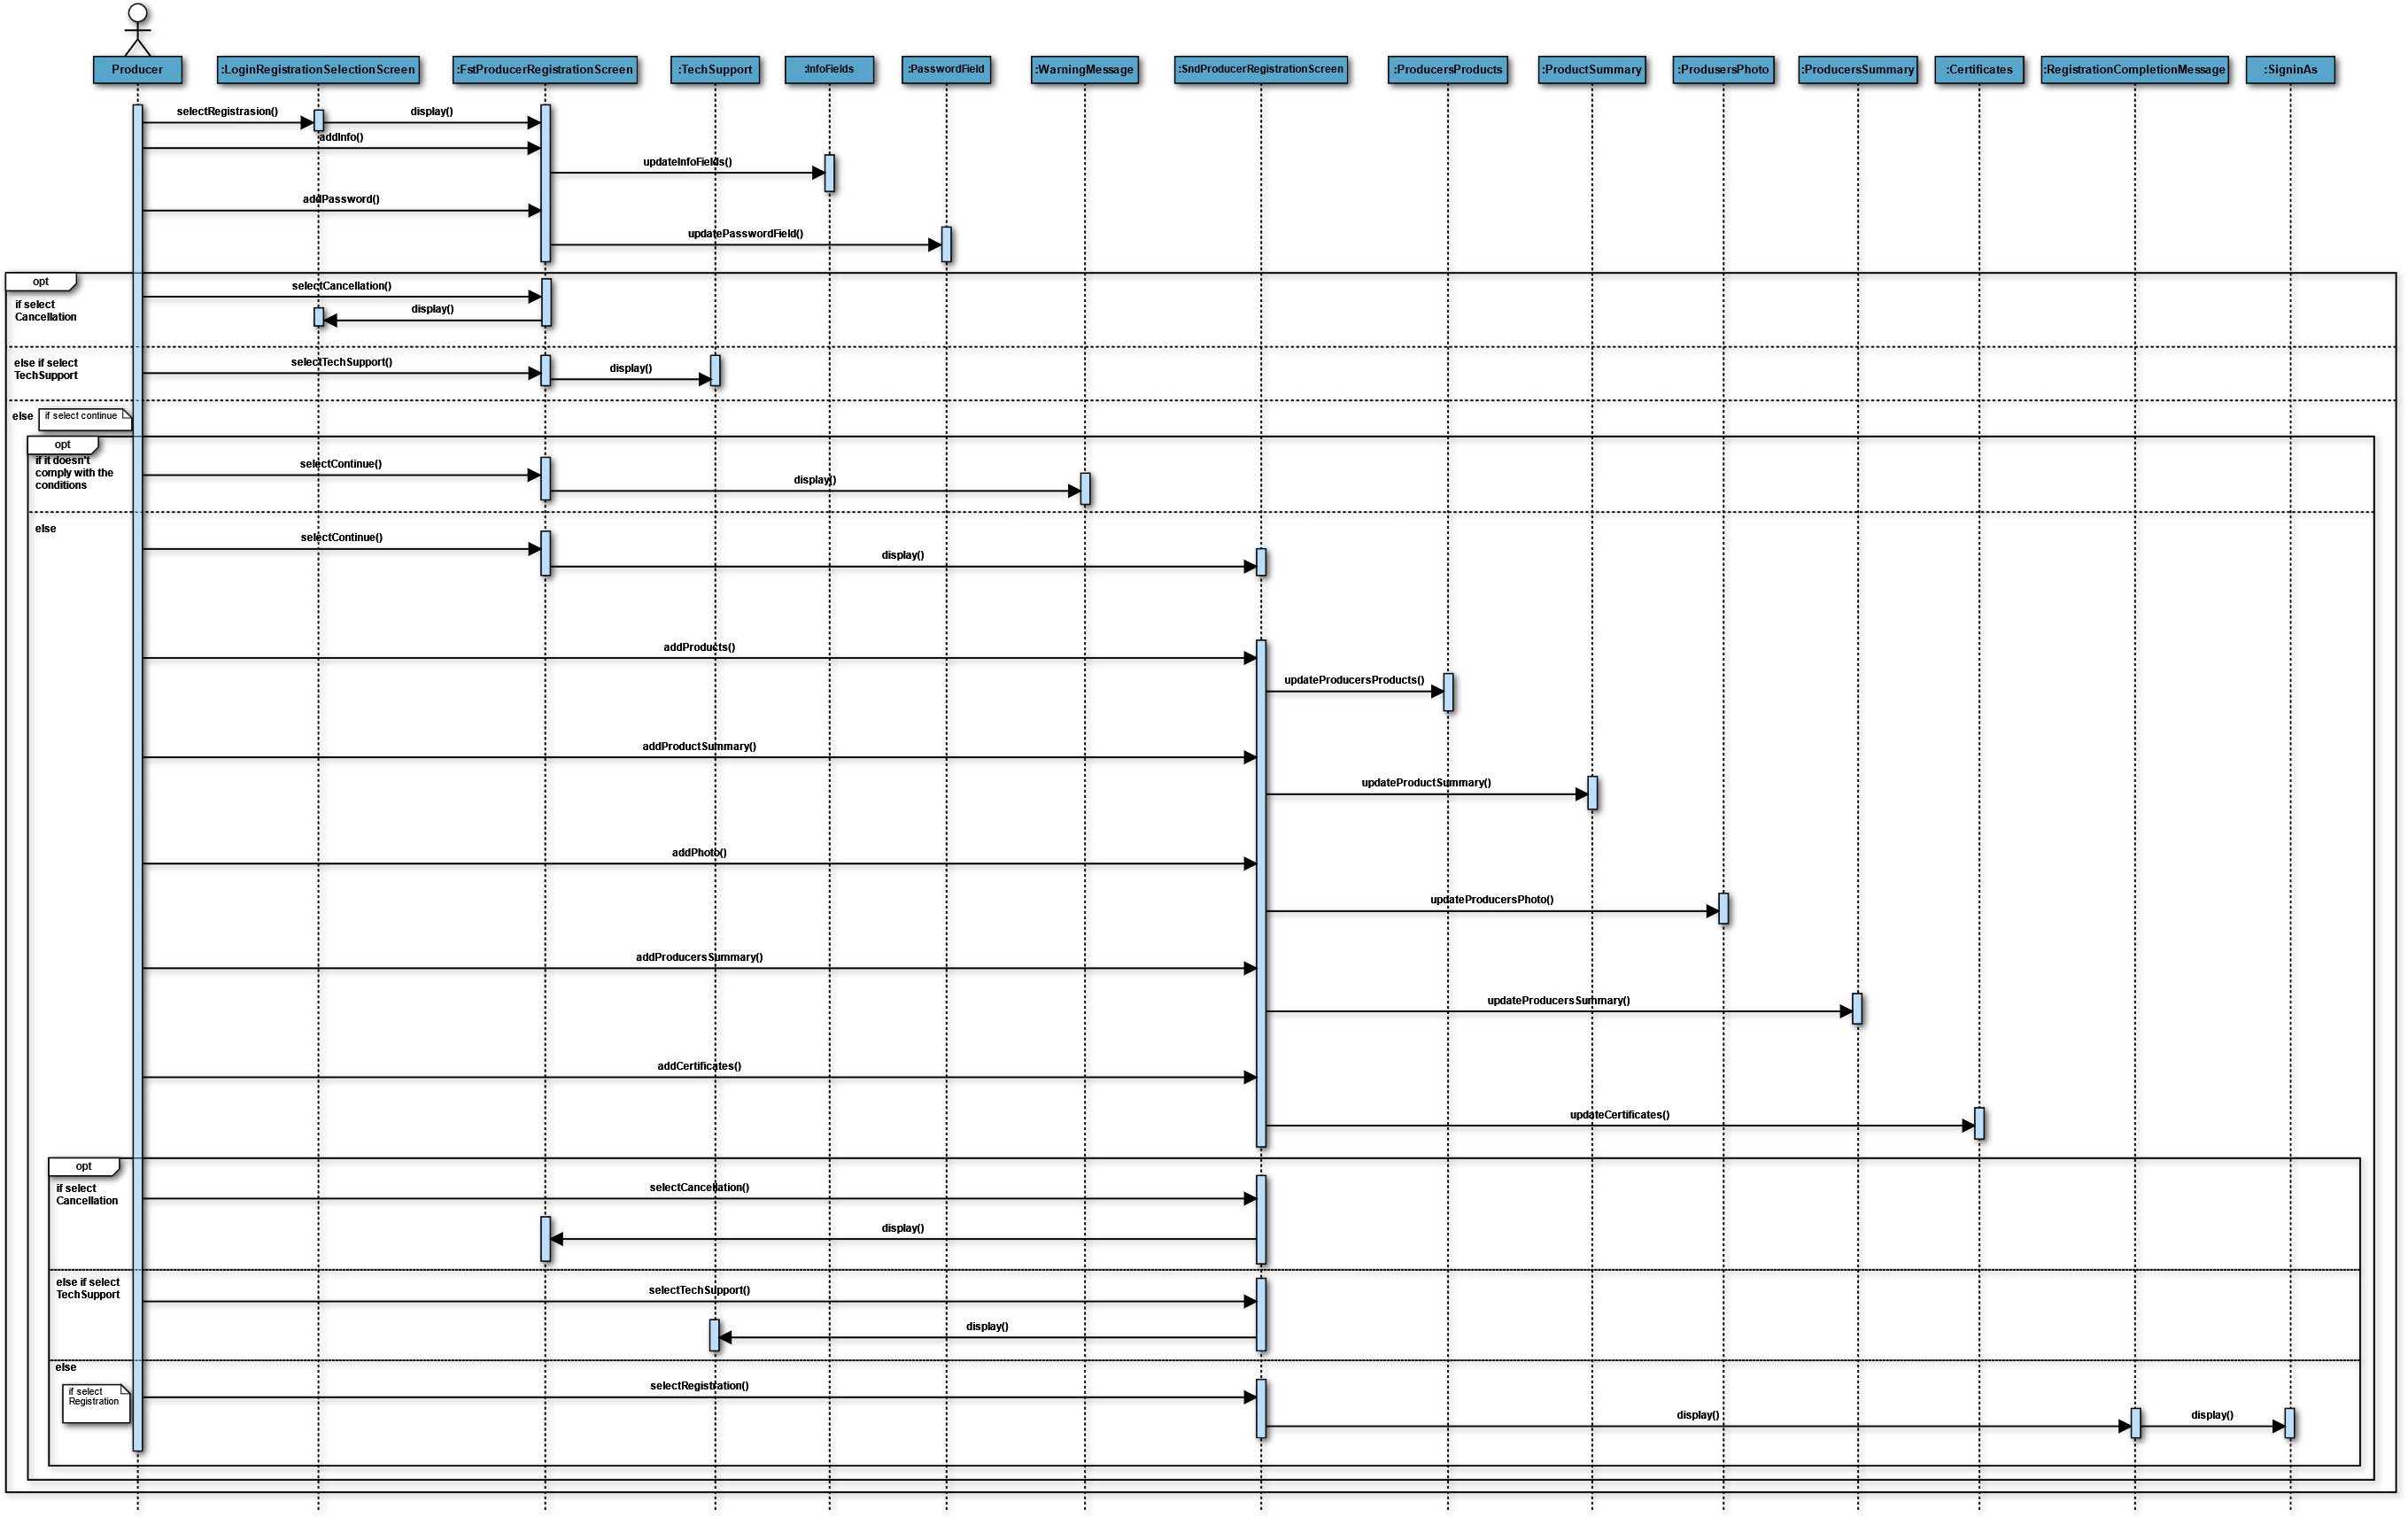 Producer
:LoginRegistrationSelectionScreen
:FstProducerRegistrationScreen
:TechSupport
:InfoFields
:PasswordField
:WarningMessage
:SndProducerRegistrationScreen
:ProducersProducts
:ProductSummary
:ProdusersPhoto
:ProducersSummary
:Certificates
:RegistrationCompletionMessage
:SigninAs
selectRegistrasion()
display()
addInfo()
updateInfoFields()
addPassword()
updatePasswordField()
opt
if select
Cancellation
selectCancellation()
display()
else if select
TechSupport
selectTechSupport()
display()
else
if select continue
opt
if it doesn't
comply with the
conditions
selectContinue()
display()
else
selectContinue()
display()
addProducts()
updateProducersProducts()
addProductSummary()
updateProductSummary()
addPhoto()
updateProducersPhoto()
addProducersSummary()
updateProducersSummary()
addCertificates()
updateCertificates()
opt
if select
Cancellation
selectCancellation()
display()
else if select
TechSupport
selectTechSupport()
display()
else
if select
Registration
selectRegistration()
display()
display()